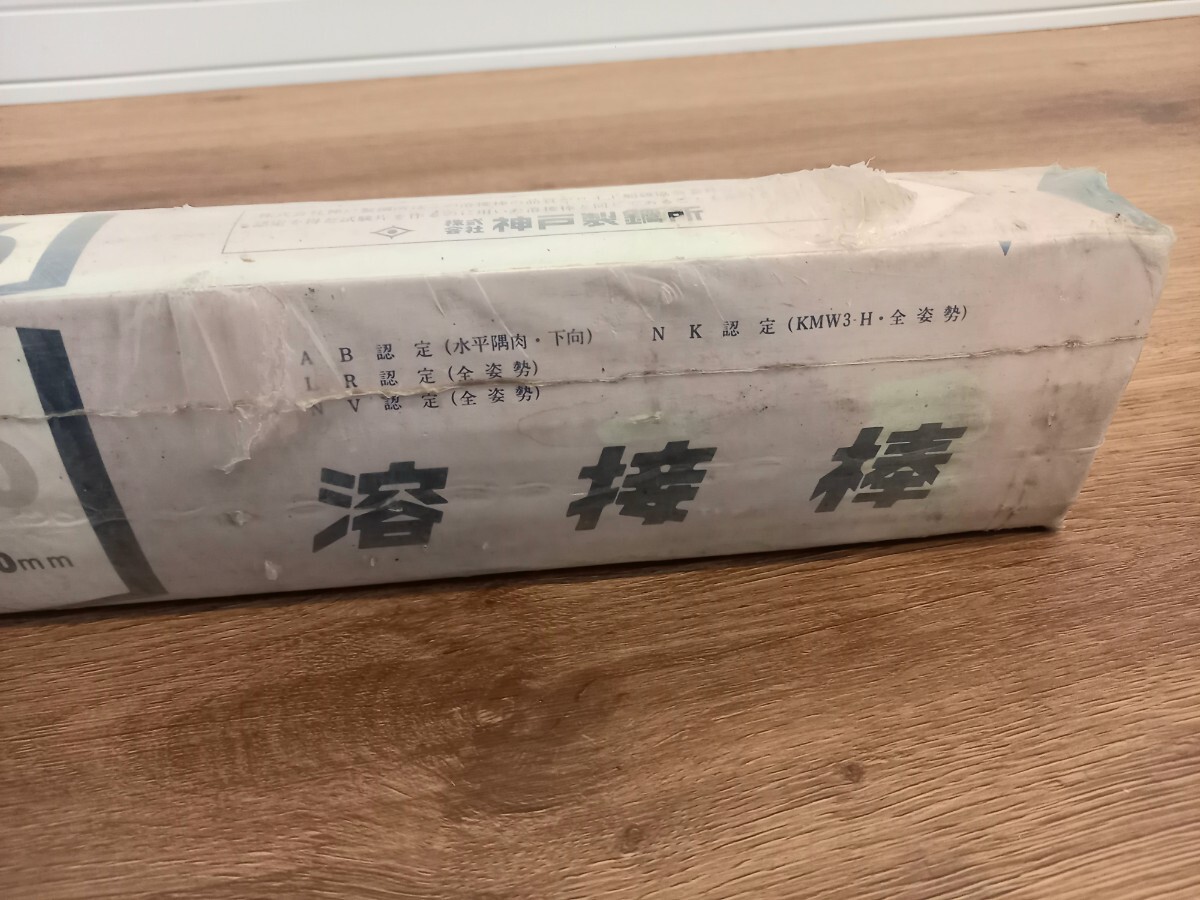 株式会社 神戸製鋼所
A B 認 定 (水平隅肉・下向)
N K 認 定 (KMW3-H・全 姿 勢)
L R 認 定 (全 姿 勢)
N V 認 定 (全 姿 勢)
溶 接 棒
0mm